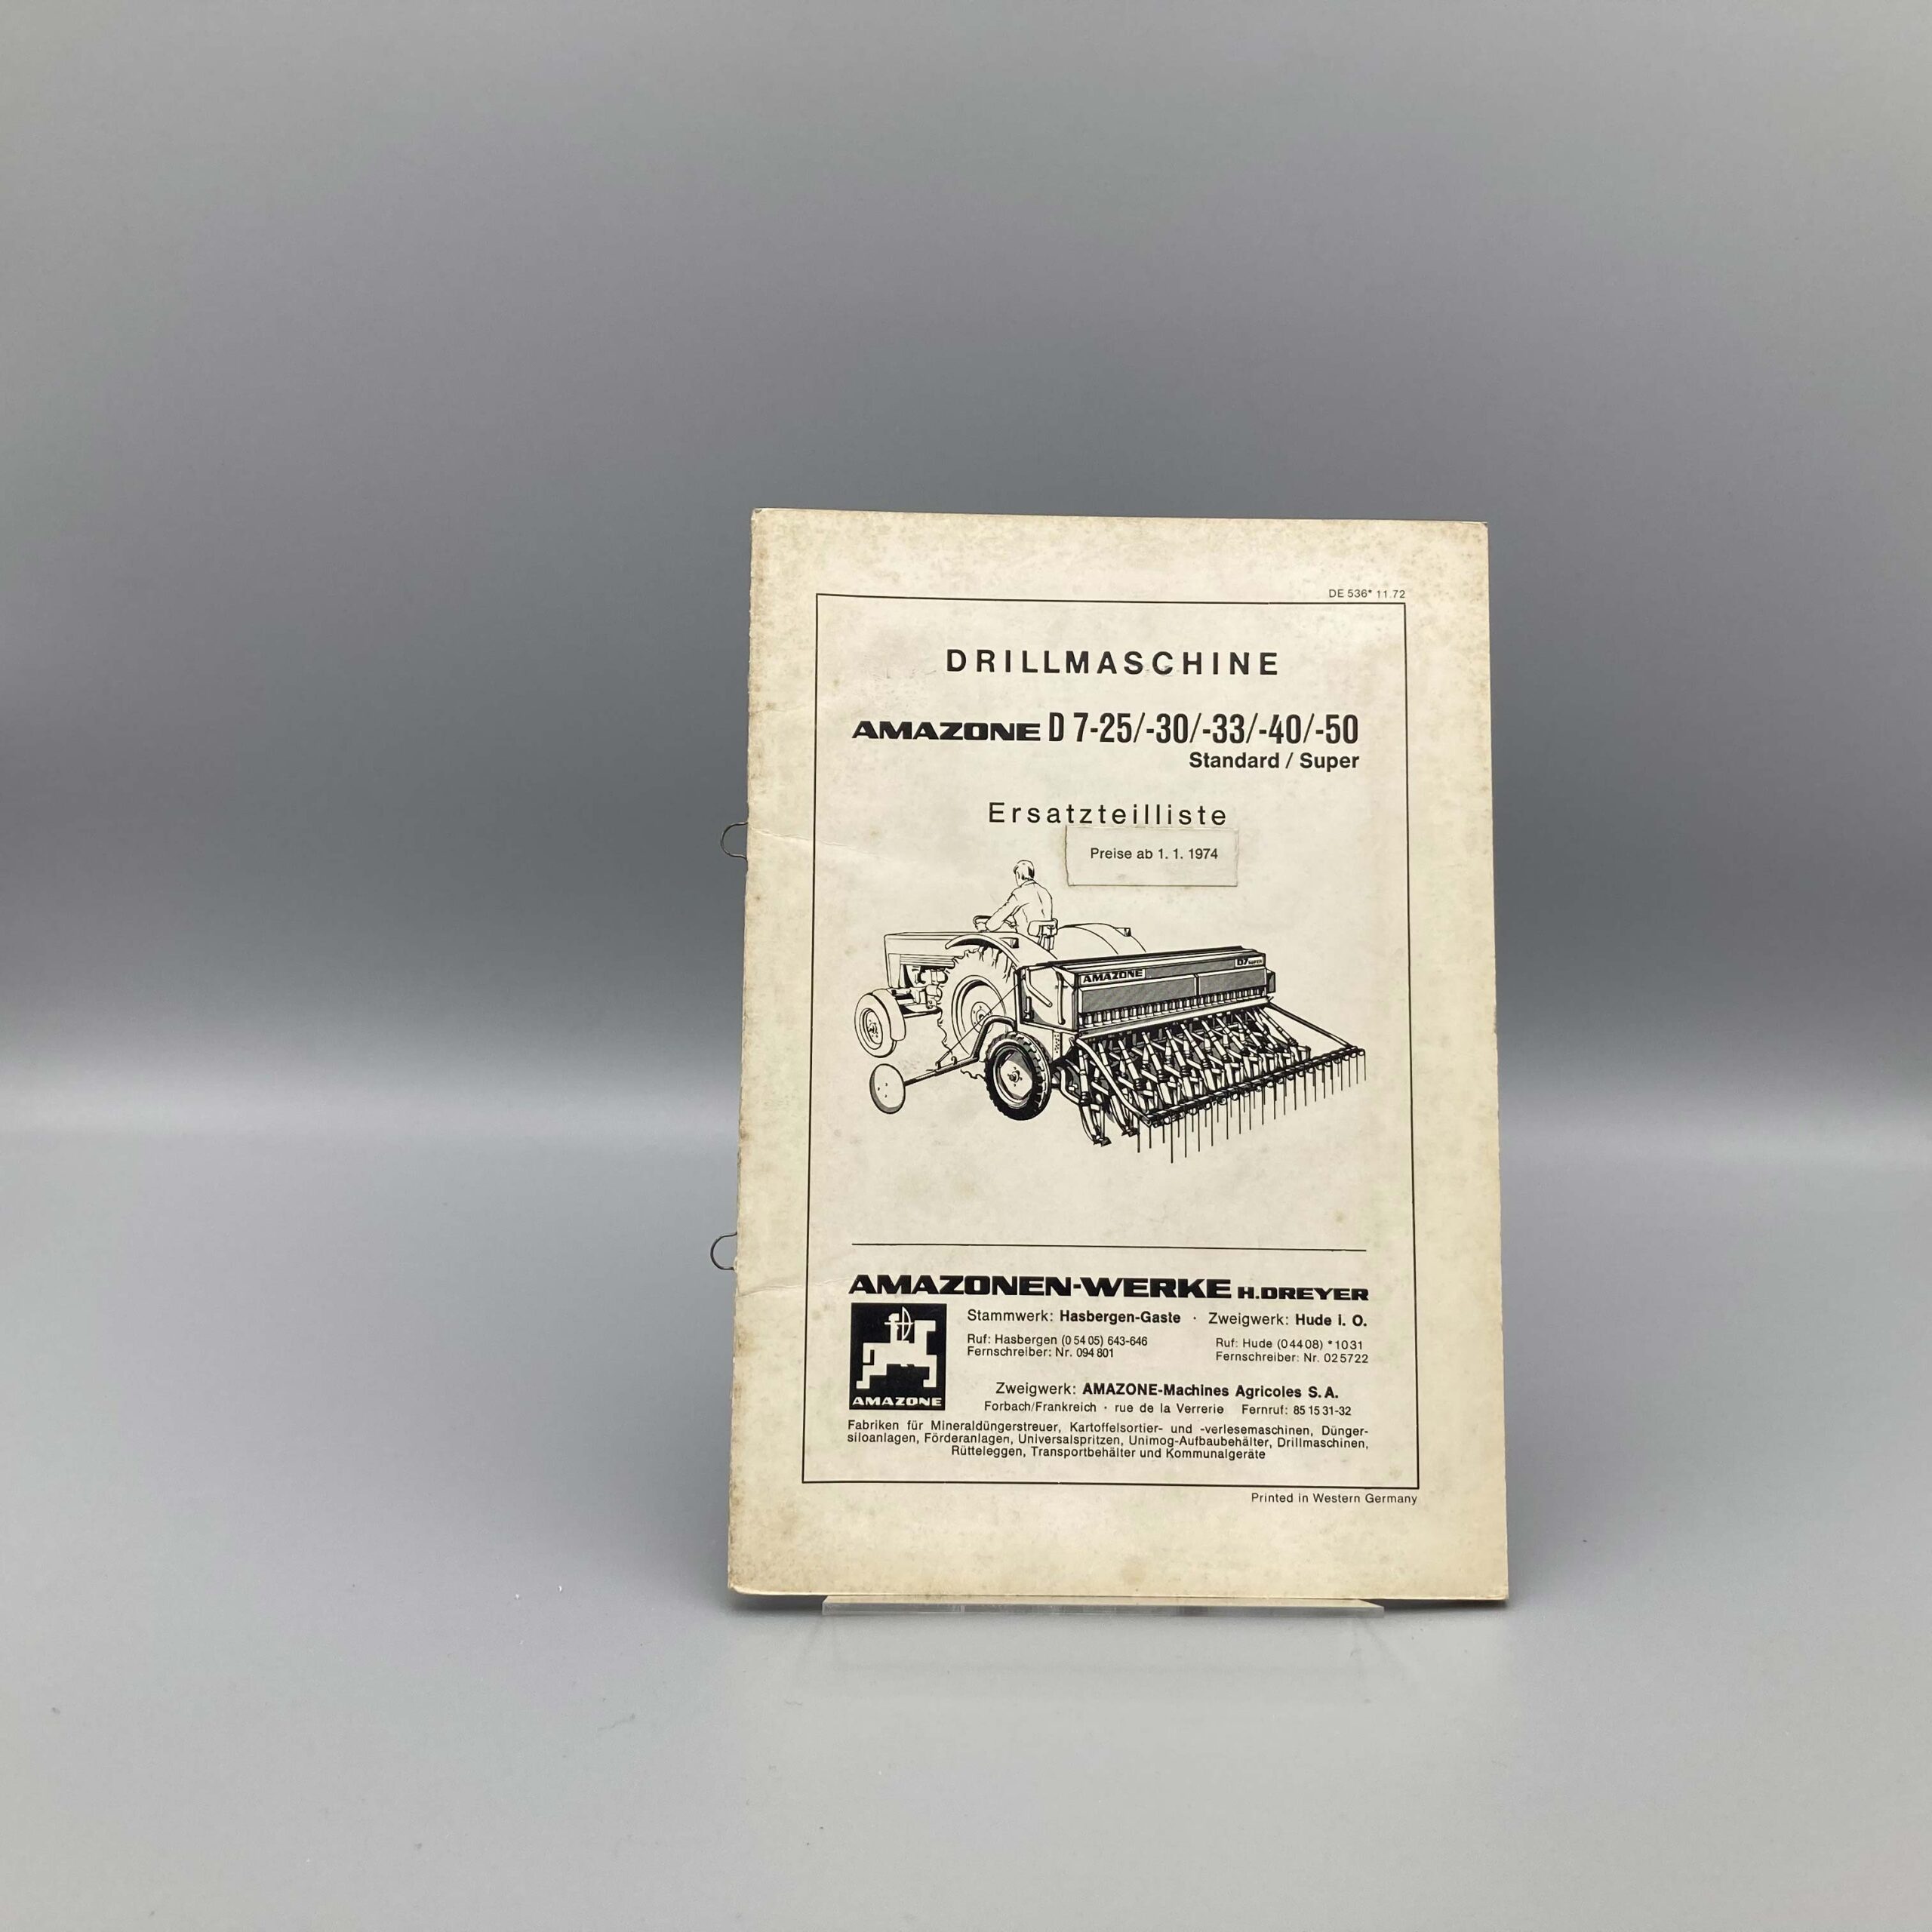 DE 536* 11.72
DRILLMASCHINE
AMAZONE D 7-25/-30/-33/-40/-50
Standard / Super
Ersatzteilliste
Preise ab 1. 1. 1974
AMAZONE D7 SUPER
AMAZONEN-WERKE H.DREYER
Stammwerk: Hasbergen-Gaste · Zweigwerk: Hude i. O.
Ruf: Hasbergen (0 54 05) 643-646 Ruf: Hude (044 08) *1031
Fernschreiber: Nr. 094 801 Fernschreiber: Nr. 025722
Zweigwerk: AMAZONE-Machines Agricoles S. A.
Forbach/Frankreich · rue de la Verrerie Fernruf: 85 15 31-32
AMAZONE
Fabriken für Mineraldüngerstreuer, Kartoffelsortier- und -verlesemaschinen, Dünger-
siloanlagen, Förderanlagen, Universalspritzen, Unimog-Aufbaubehälter, Drillmaschinen,
Rütteleggen, Transportbehälter und Kommunalgeräte
Printed in Western Germany